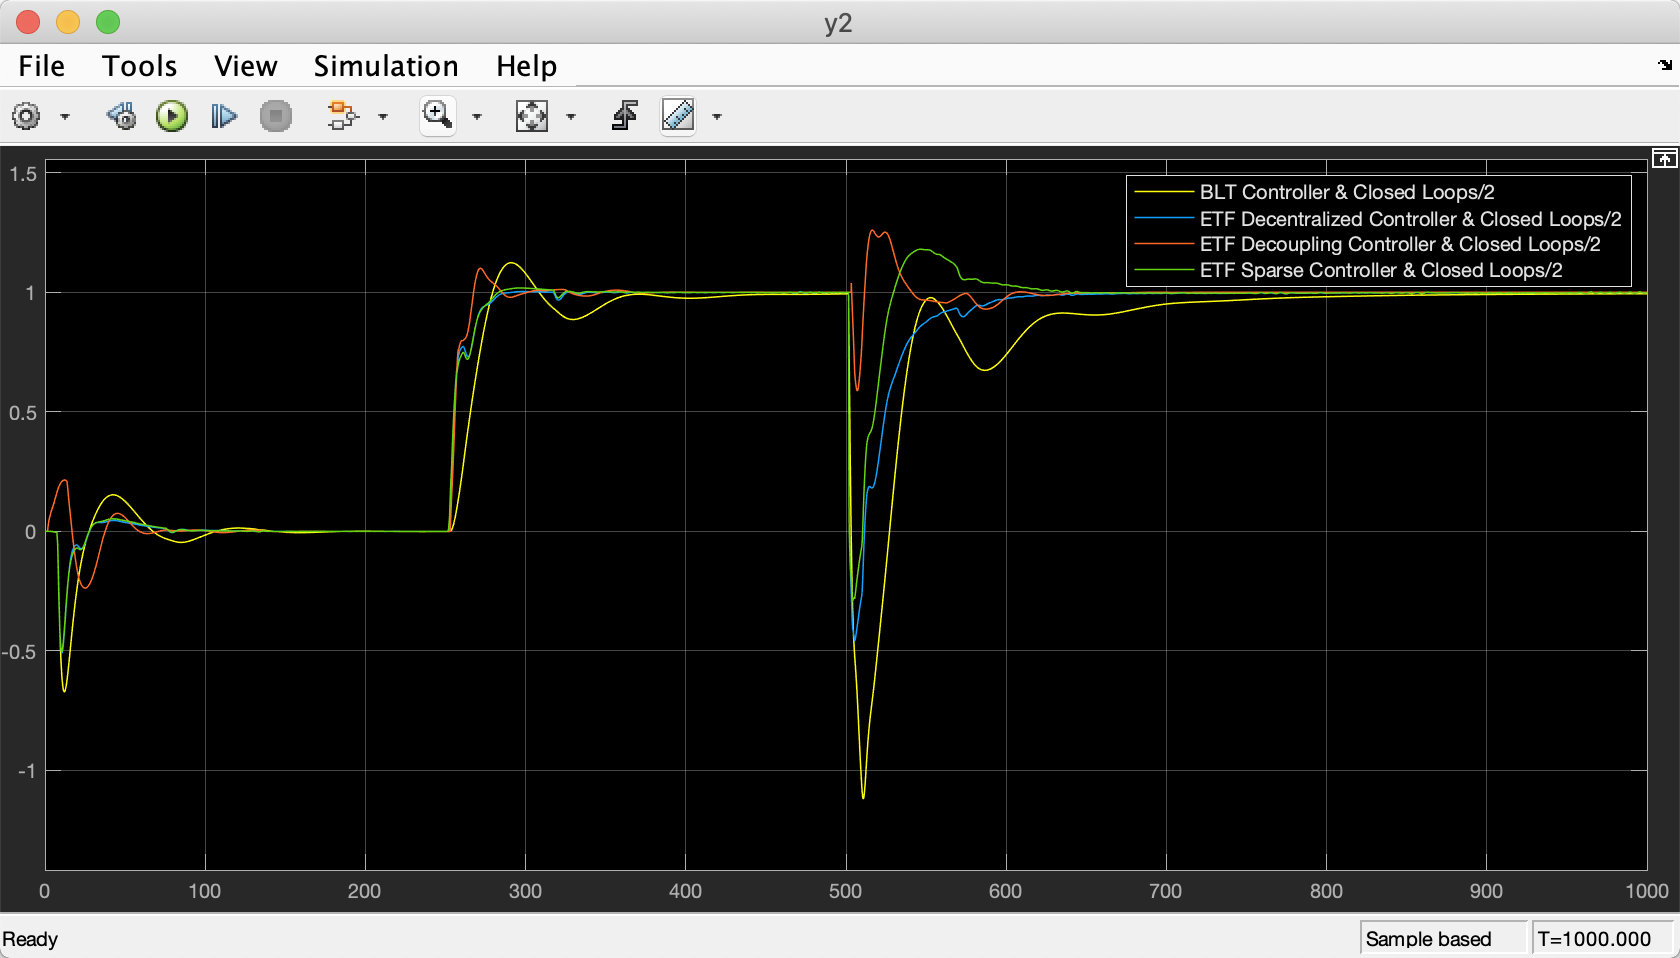 y2
File Tools View Simulation Help
1.5
1
0.5
0
-0.5
-1
BLT Controller & Closed Loops/2
ETF Decentralized Controller & Closed Loops/2
ETF Decoupling Controller & Closed Loops/2
ETF Sparse Controller & Closed Loops/2
0 100 200 300 400 500 600 700 800 900 1000
Ready Sample based T=1000.000